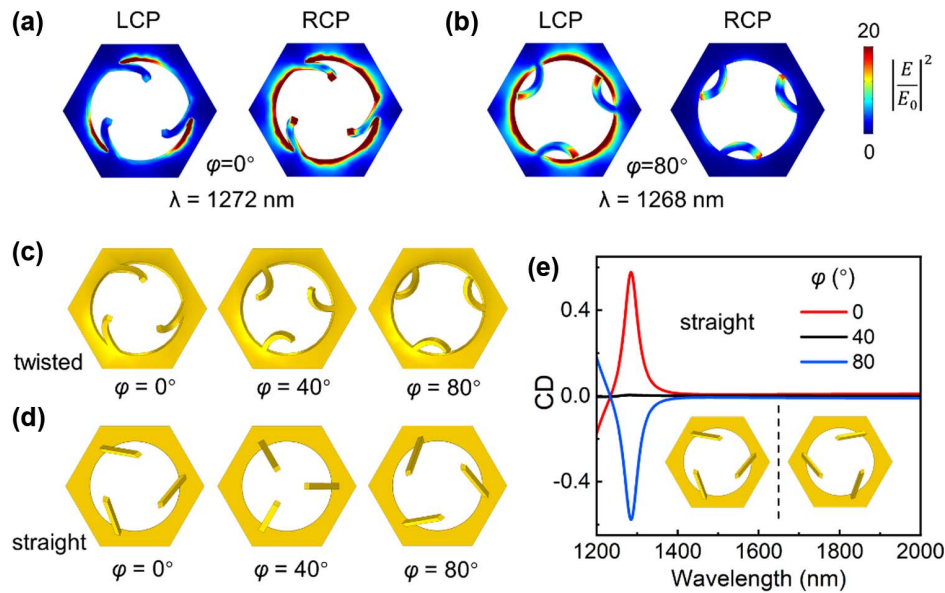 (a) LCP RCP (b) LCP RCP
20
|E/E₀|²
0
φ=0° φ=80°
λ = 1272 nm λ = 1268 nm
(c)
twisted
φ = 0° φ = 40° φ = 80°
(d)
straight
φ = 0° φ = 40° φ = 80°
(e)
φ (°)
0
straight 40
80
CD
0.4
0.0
-0.4
1200 1400 1600 1800 2000
Wavelength (nm)